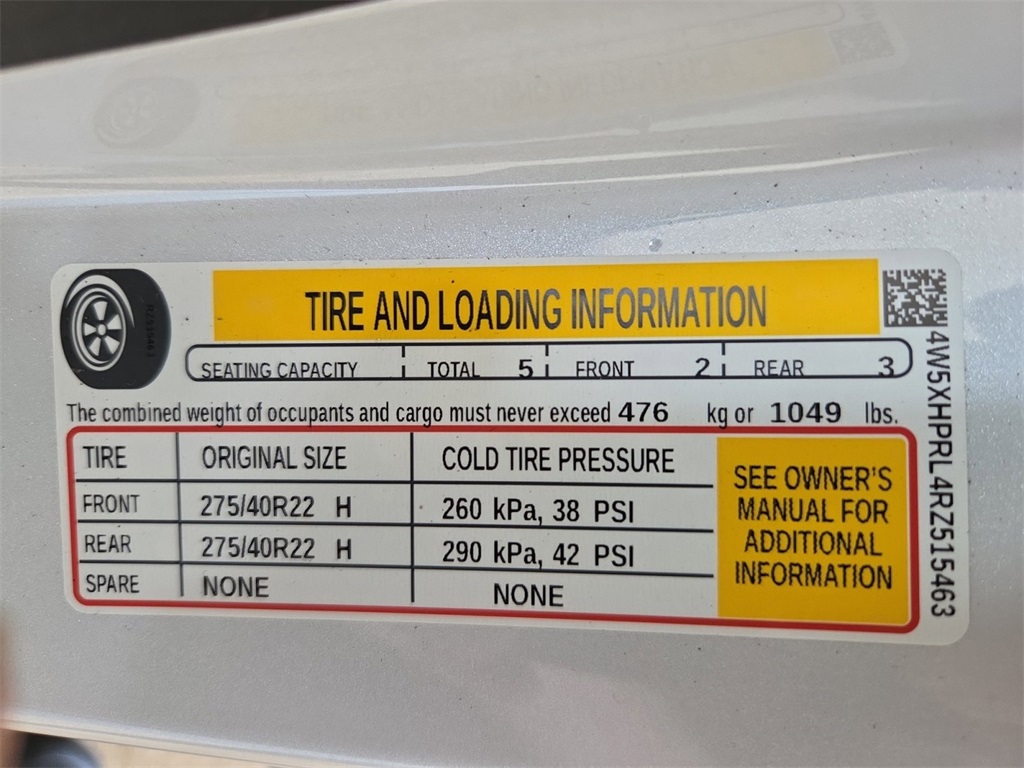 TIRE AND LOADING INFORMATION
SEATING CAPACITY TOTAL 5 FRONT 2 REAR 3
The combined weight of occupants and cargo must never exceed 476 kg or 1049 lbs.
TIRE ORIGINAL SIZE COLD TIRE PRESSURE
FRONT 275/40R22 H 260 kPa, 38 PSI
REAR 275/40R22 H 290 kPa, 42 PSI
SPARE NONE NONE
SEE OWNER'S
MANUAL FOR
ADDITIONAL
INFORMATION
4W5XHPRL4RZ515463